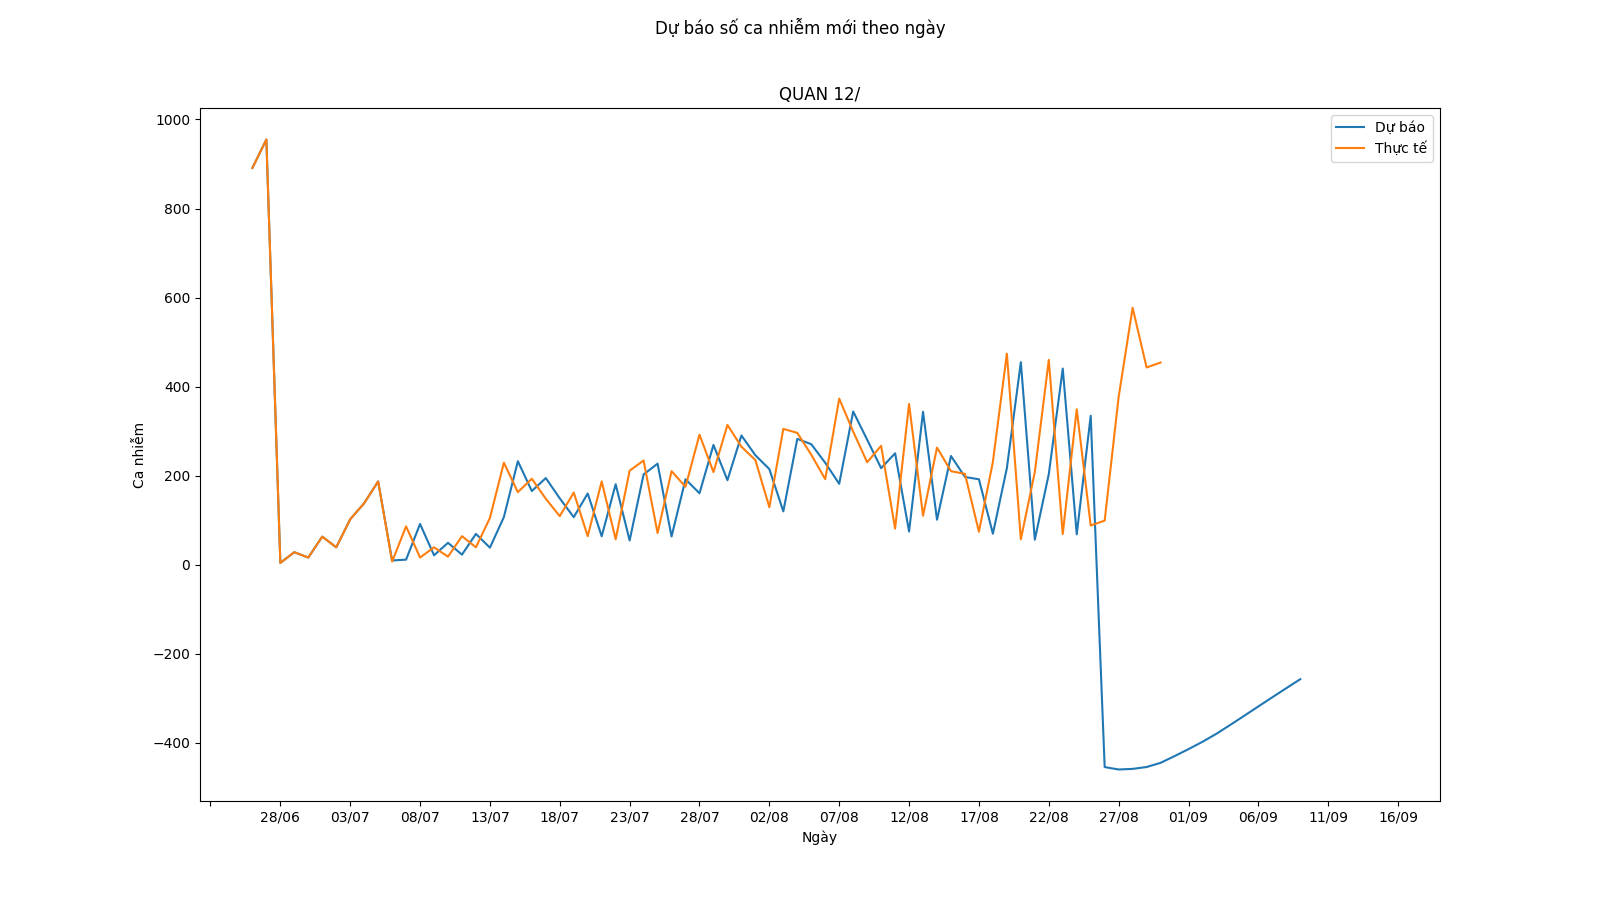 Dự báo số ca nhiễm mới theo ngày
QUAN 12/
Dự báo
Thực tế
1000
800
600
400
200
0
−200
−400
Ca nhiễm
28/06 03/07 08/07 13/07 18/07 23/07 28/07 02/08 07/08 12/08 17/08 22/08 27/08 01/09 06/09 11/09 16/09
Ngày